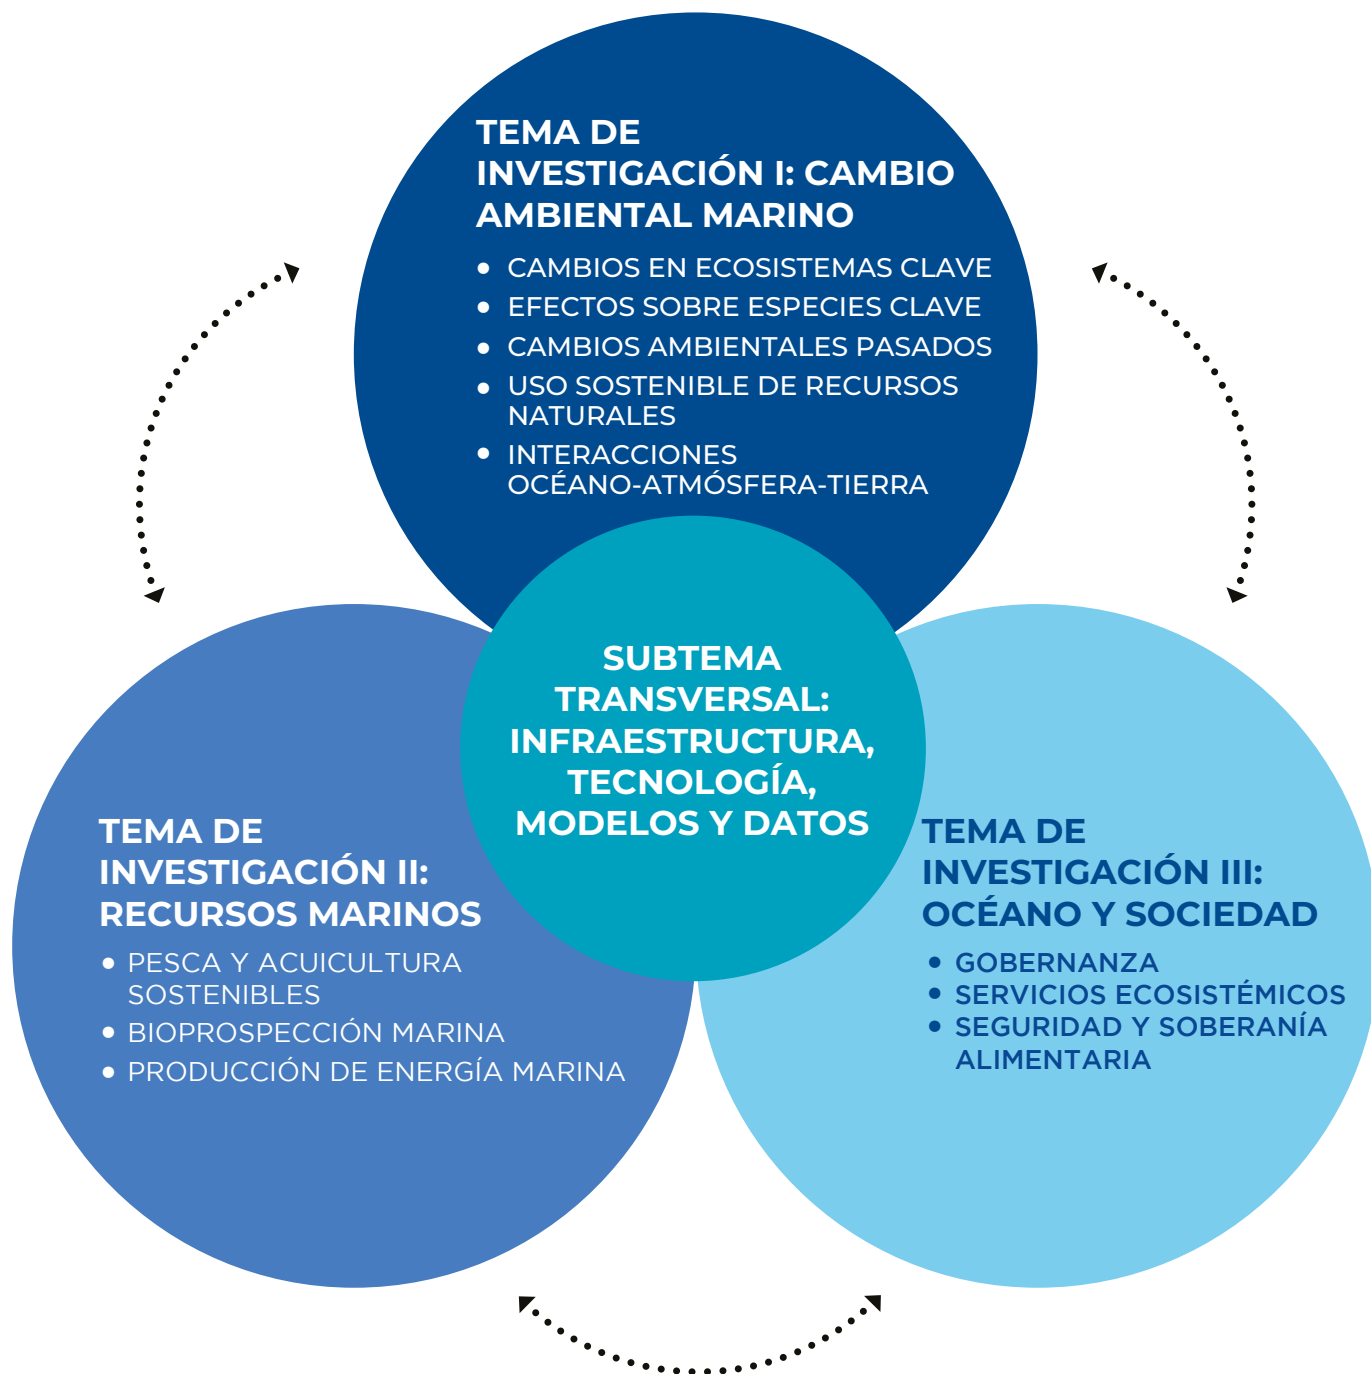 TEMA DE
INVESTIGACIÓN I: CAMBIO
AMBIENTAL MARINO
• CAMBIOS EN ECOSISTEMAS CLAVE
• EFECTOS SOBRE ESPECIES CLAVE
• CAMBIOS AMBIENTALES PASADOS
• USO SOSTENIBLE DE RECURSOS
NATURALES
• INTERACCIONES
OCÉANO-ATMÓSFERA-TIERRA
SUBTEMA
TRANSVERSAL:
INFRAESTRUCTURA,
TECNOLOGÍA,
MODELOS Y DATOS
TEMA DE
INVESTIGACIÓN II:
RECURSOS MARINOS
• PESCA Y ACUICULTURA
SOSTENIBLES
• BIOPROSPECCIÓN MARINA
• PRODUCCIÓN DE ENERGÍA MARINA
TEMA DE
INVESTIGACIÓN III:
OCÉANO Y SOCIEDAD
• GOBERNANZA
• SERVICIOS ECOSISTÉMICOS
• SEGURIDAD Y SOBERANÍA
ALIMENTARIA